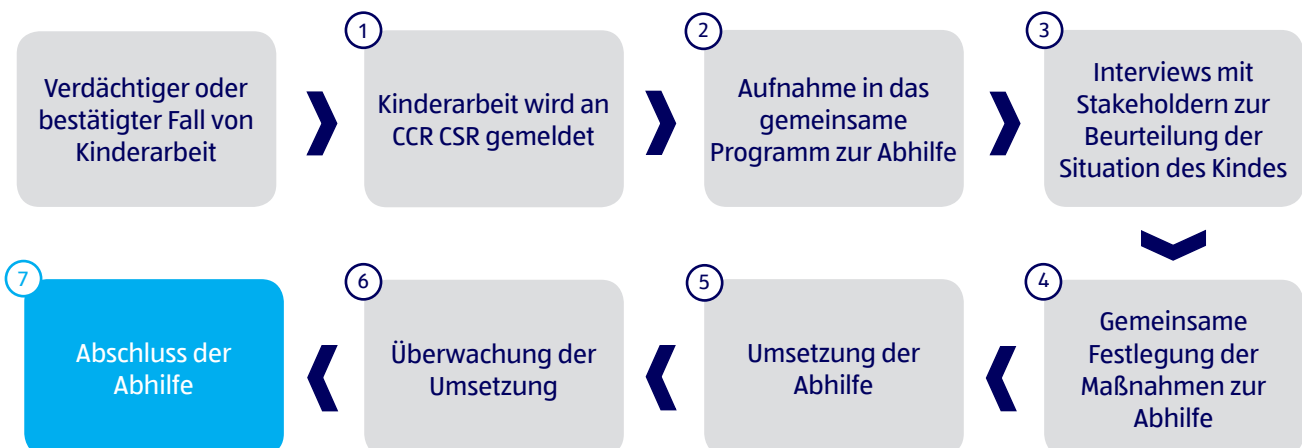 Verdächtiger oder
bestätigter Fall von
Kinderarbeit
1
Kinderarbeit wird an
CCR CSR gemeldet
2
Aufnahme in das
gemeinsame
Programm zur Abhilfe
3
Interviews mit
Stakeholdern zur
Beurteilung der
Situation des Kindes
4
Gemeinsame
Festlegung der
Maßnahmen zur
Abhilfe
5
Umsetzung der
Abhilfe
6
Überwachung der
Umsetzung
7
Abschluss der
Abhilfe